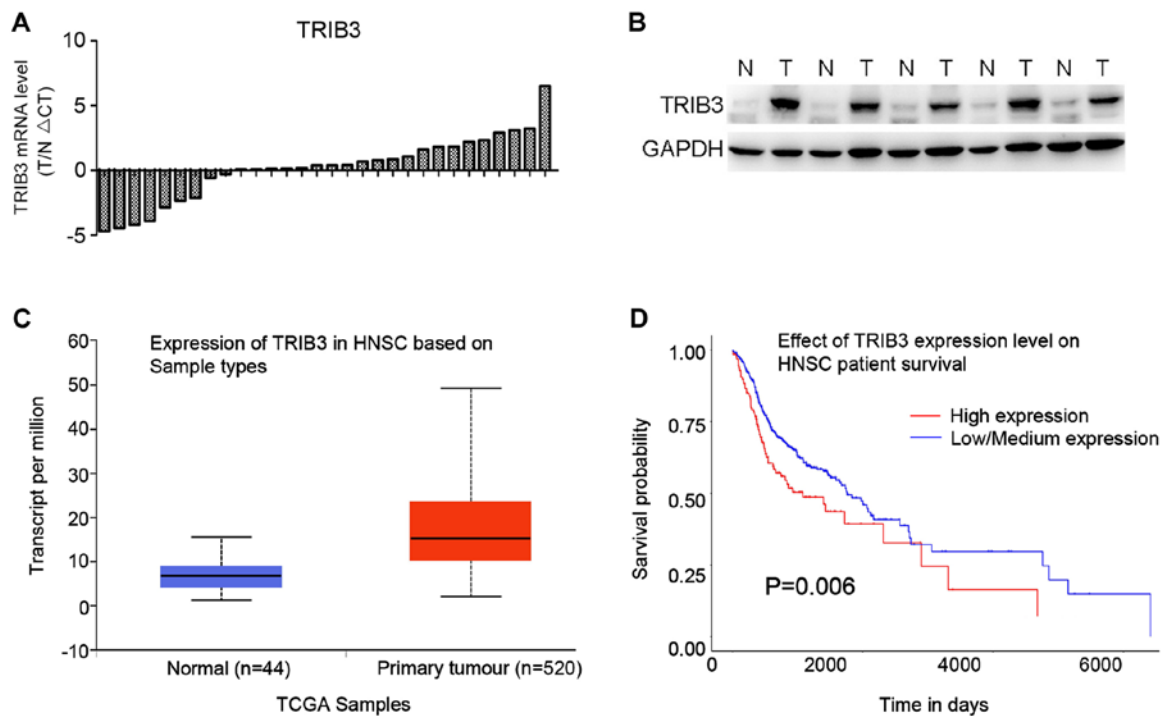 A
TRIB3
TRIB3 mRNA level
(T/N △CT)
10
5
0
-5
B
N T N T N T N T N T
TRIB3
GAPDH
C
Expression of TRIB3 in HNSC based on
Sample types
Transcript per million
60
50
40
30
20
10
0
-10
Normal (n=44)
Primary tumour (n=520)
TCGA Samples
D
Effect of TRIB3 expression level on
HNSC patient survival
High expression
Low/Medium expression
Sarvival probability
1.00
0.75
0.50
0.25
0.00
P=0.006
0 2000 4000 6000
Time in days